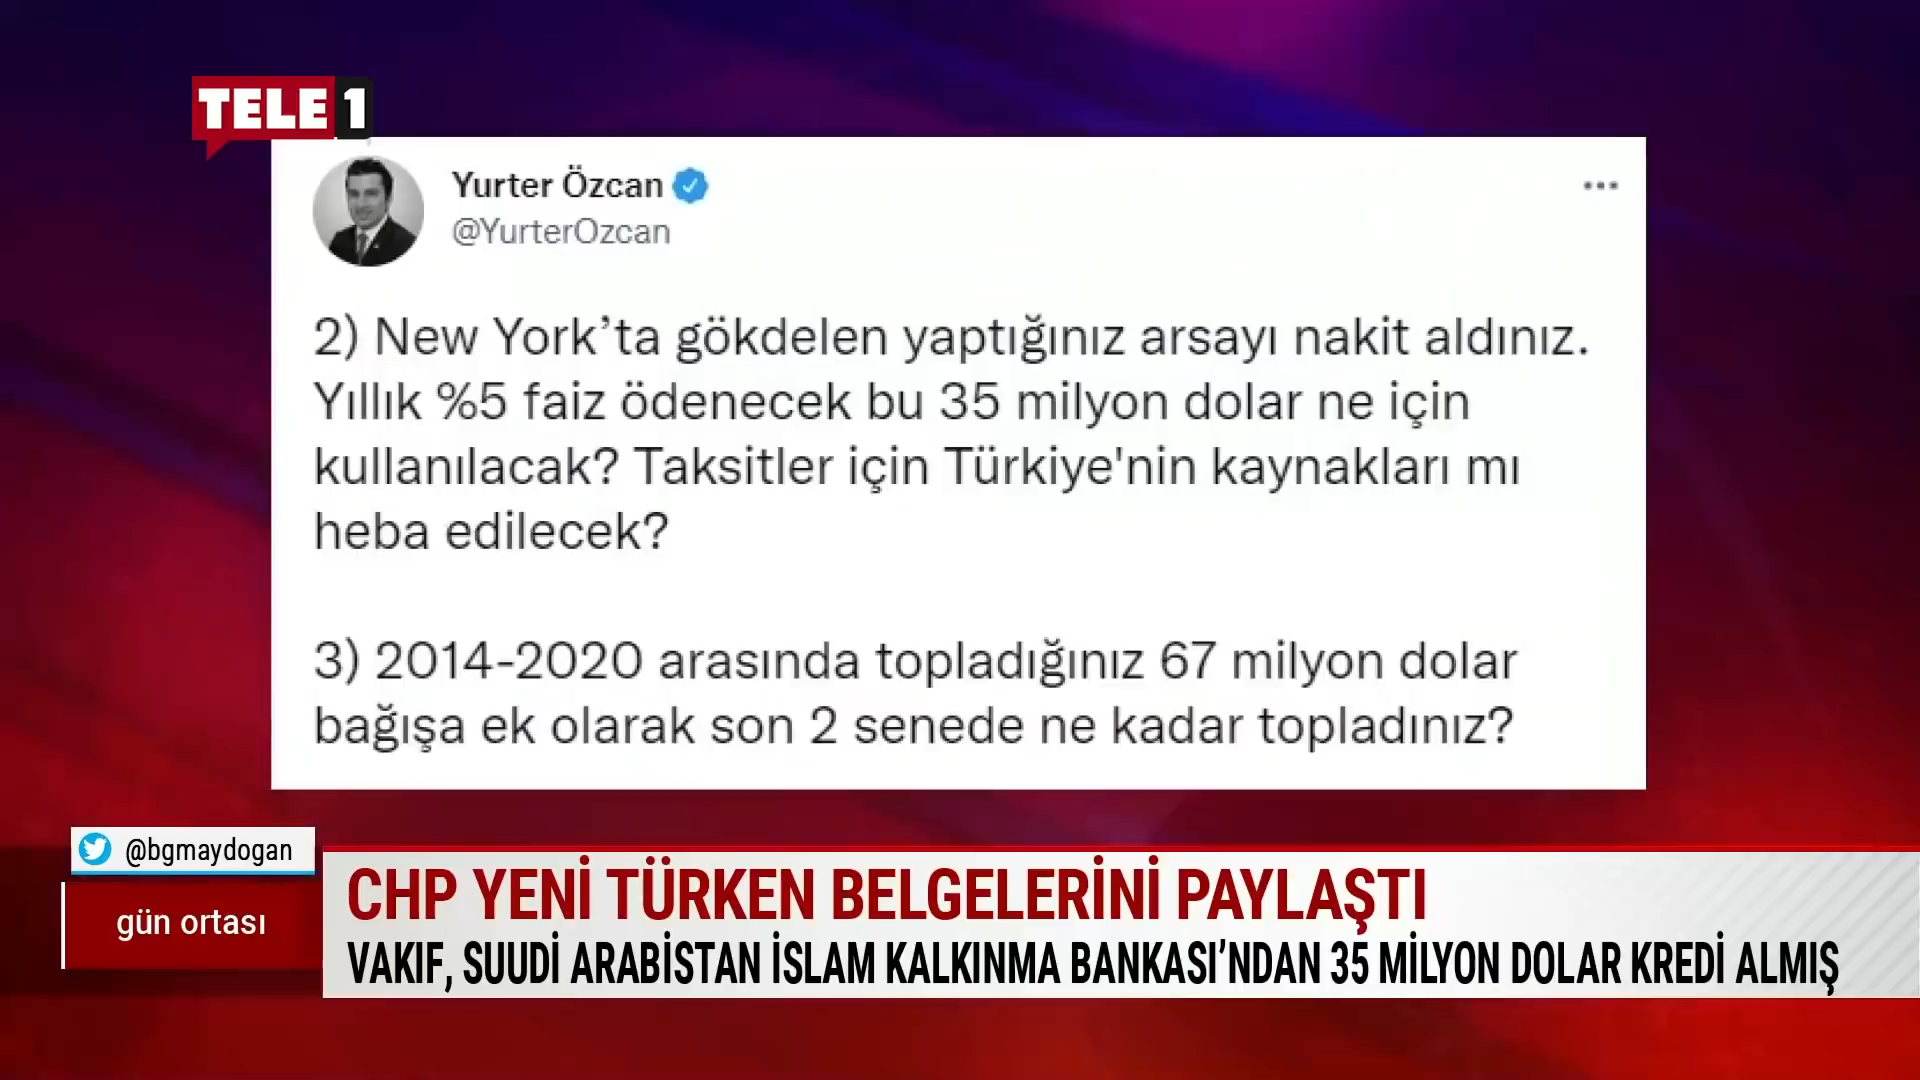 TELE 1
Yurter Özcan
@YurterOzcan
2) New York’ta gökdelen yaptığınız arsayı nakit aldınız.
Yıllık %5 faiz ödenecek bu 35 milyon dolar ne için
kullanılacak? Taksitler için Türkiye'nin kaynakları mı
heba edilecek?
3) 2014-2020 arasında topladığınız 67 milyon dolar
bağışa ek olarak son 2 senede ne kadar topladınız?
@bgmaydogan
gün ortası
CHP YENİ TÜRKEN BELGELERİNİ PAYLAŞTI
VAKIF, SUUDİ ARABİSTAN İSLAM KALKINMA BANKASI’NDAN 35 MİLYON DOLAR KREDİ ALMIŞ